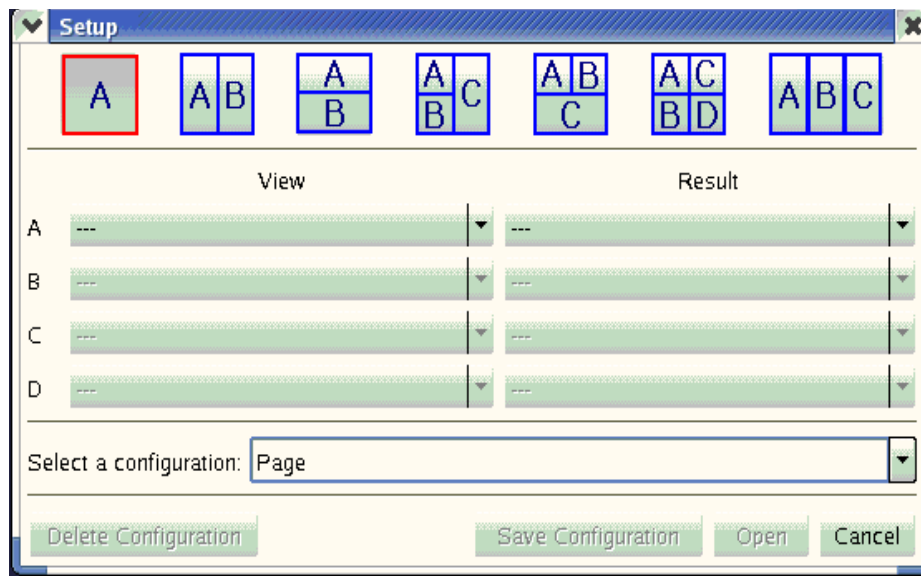 Setup
A
A B
A
B
A
B
C
A B
C
A C
B D
A B C
View Result
A --- ---
B --- ---
C --- ---
D --- ---
Select a configuration: Page
Delete Configuration Save Configuration Open Cancel